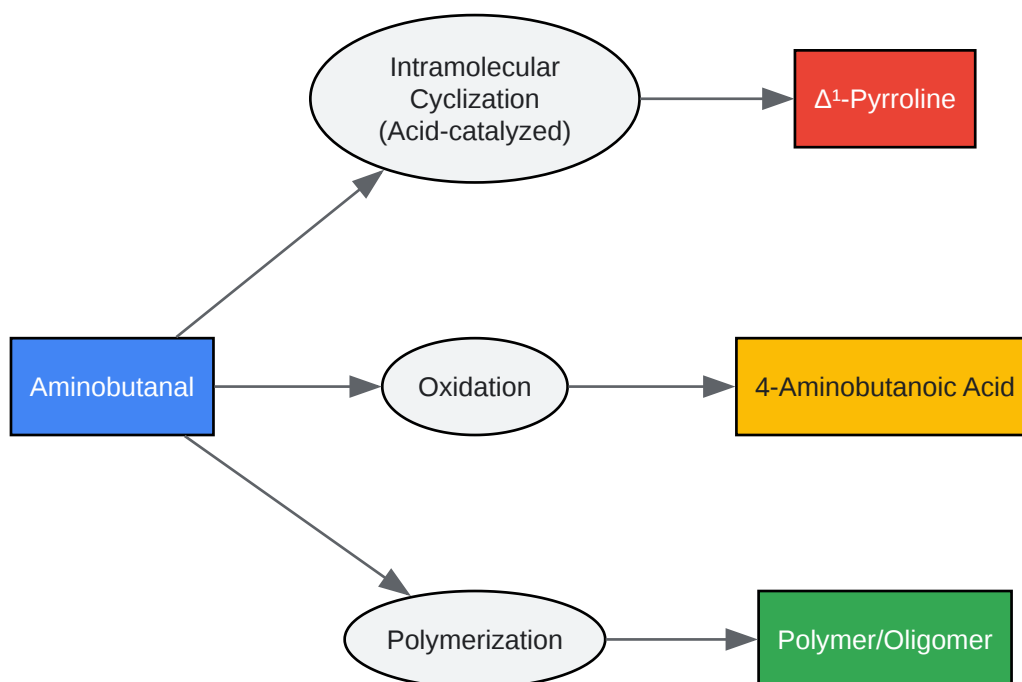 Intramolecular
Cyclization
(Acid-catalyzed)
Δ¹-Pyrroline
Aminobutanal
Oxidation
4-Aminobutanoic Acid
Polymerization
Polymer/Oligomer